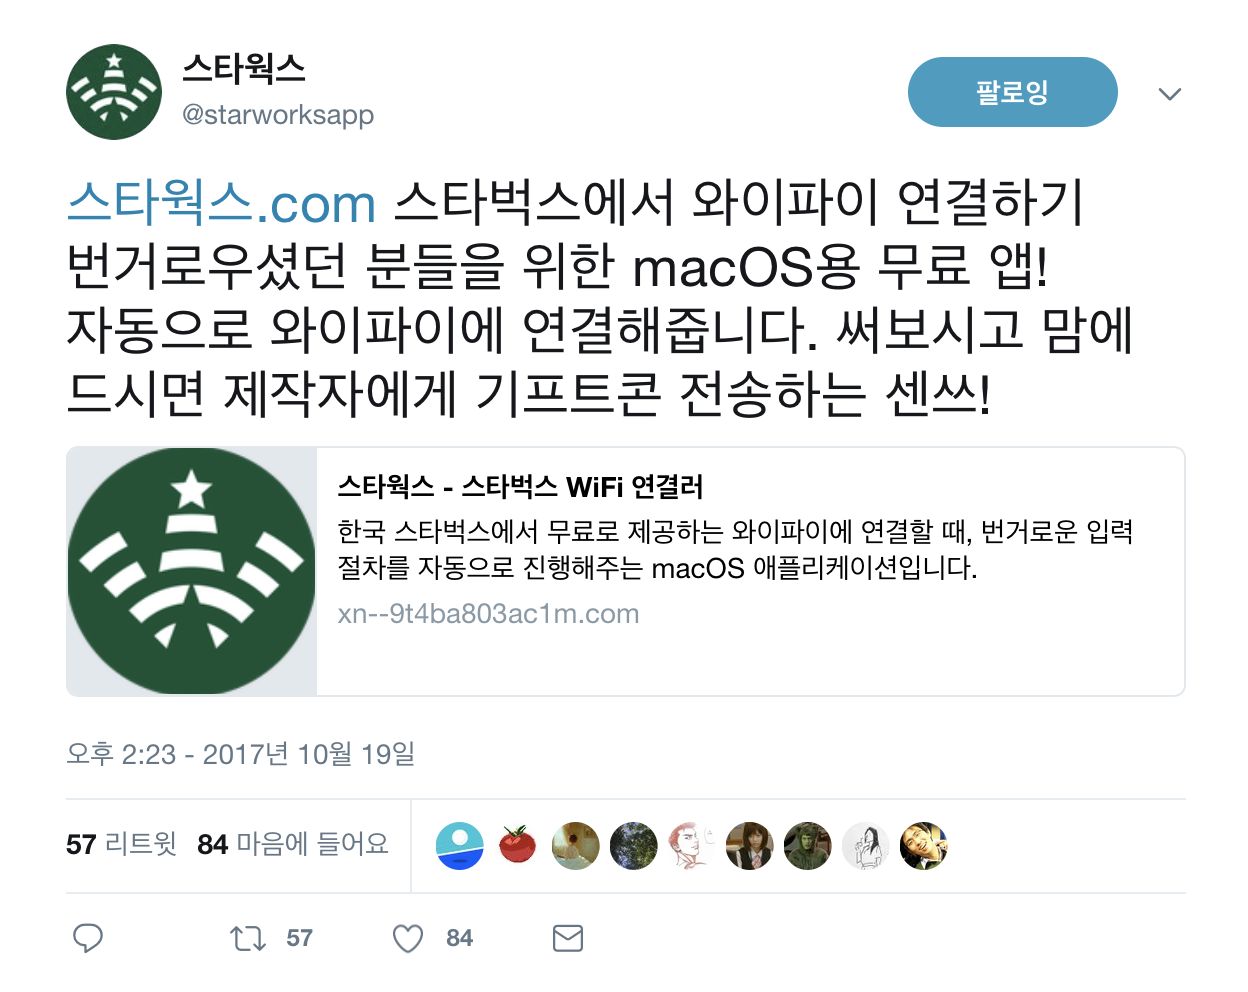 스타웍스
@starworksapp
팔로잉
스타웍스.com 스타벅스에서 와이파이 연결하기
번거로우셨던 분들을 위한 macOS용 무료 앱!
자동으로 와이파이에 연결해줍니다. 써보시고 맘에
드시면 제작자에게 기프트콘 전송하는 센쓰!
스타웍스 - 스타벅스 WiFi 연결러
한국 스타벅스에서 무료로 제공하는 와이파이에 연결할 때, 번거로운 입력
절차를 자동으로 진행해주는 macOS 애플리케이션입니다.
xn--9t4ba803ac1m.com
오후 2:23 - 2017년 10월 19일
57 리트윗 84 마음에 들어요
57 84